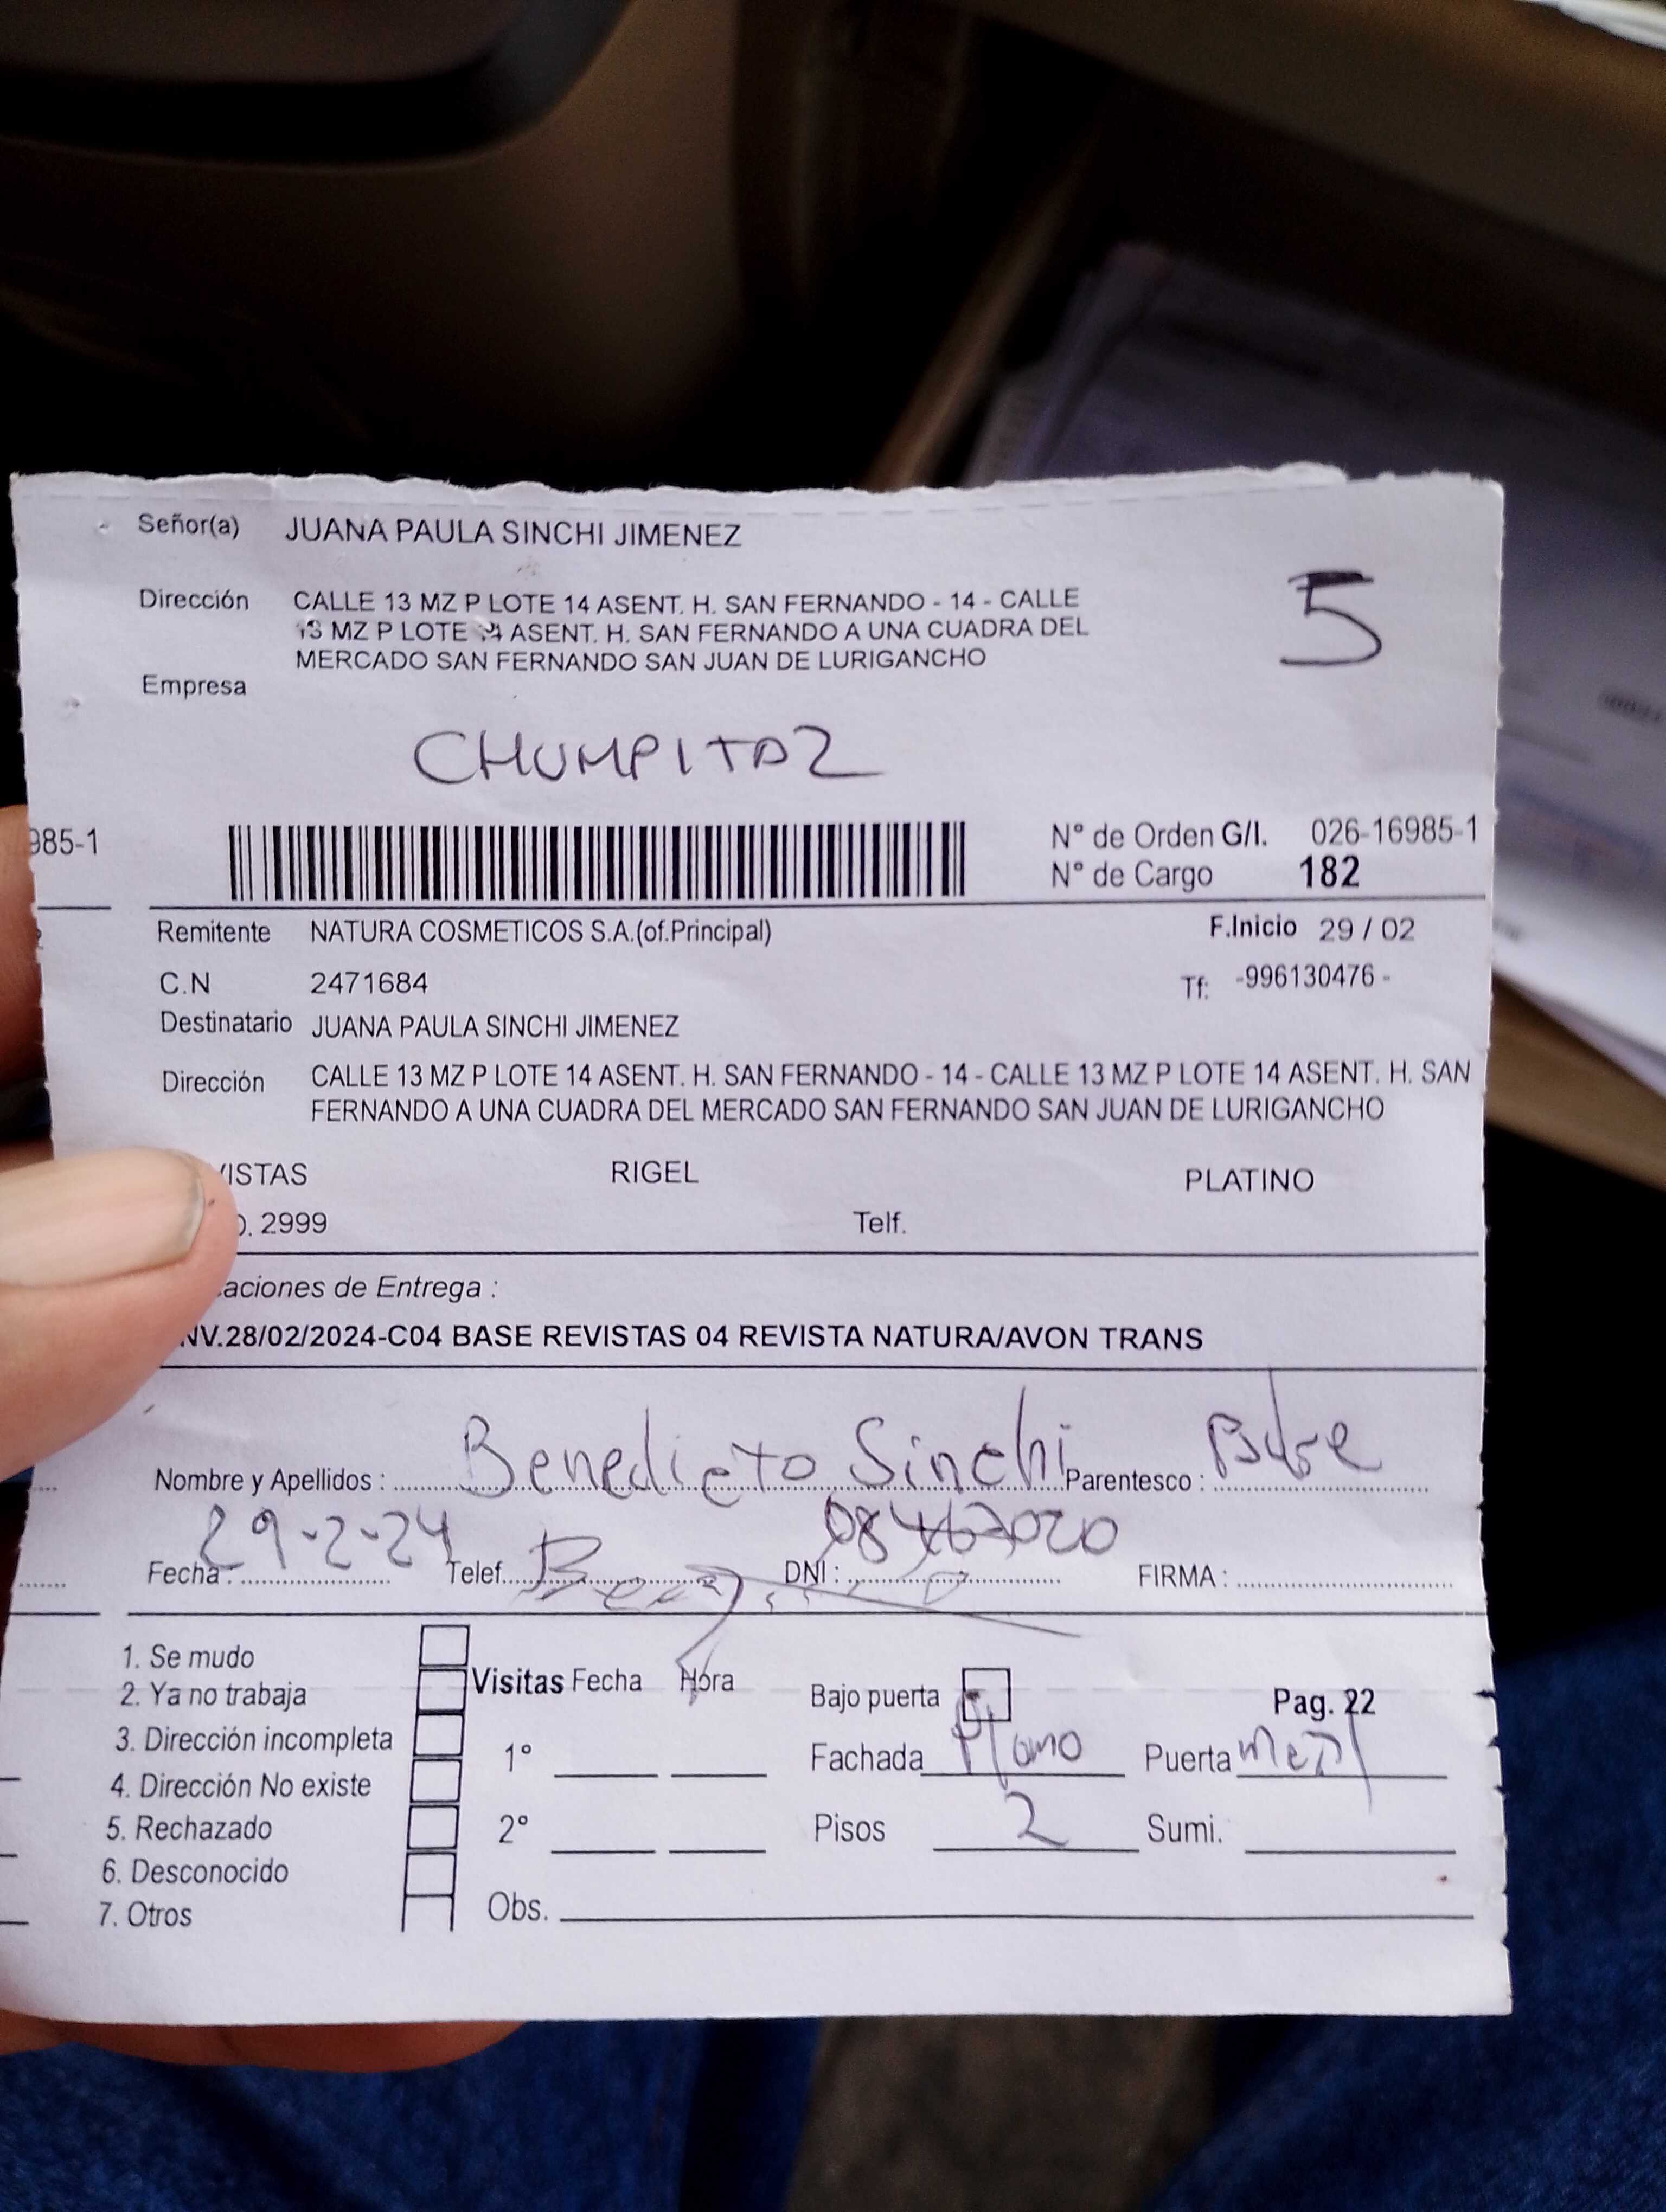 Señor(a) JUANA PAULA SINCHI JIMENEZ
Dirección CALLE 13 MZ P LOTE 14 ASENT. H. SAN FERNANDO - 14 - CALLE
13 MZ P LOTE 14 ASENT. H. SAN FERNANDO A UNA CUADRA DEL
MERCADO SAN FERNANDO SAN JUAN DE LURIGANCHO
5
Empresa
CHUMPITAZ
985-1
N° de Orden G/I. 026-16985-1
N° de Cargo 182
Remitente NATURA COSMETICOS S.A.(of.Principal) F.Inicio 29 / 02
C.N 2471684 Tf: -996130476 -
Destinatario JUANA PAULA SINCHI JIMENEZ
Dirección CALLE 13 MZ P LOTE 14 ASENT. H. SAN FERNANDO - 14 - CALLE 13 MZ P LOTE 14 ASENT. H. SAN
FERNANDO A UNA CUADRA DEL MERCADO SAN FERNANDO SAN JUAN DE LURIGANCHO
VISTAS RIGEL PLATINO
. 2999 Telf.
aciones de Entrega :
NV.28/02/2024-C04 BASE REVISTAS 04 REVISTA NATURA/AVON TRANS
Nombre y Apellidos : Benedicto Sinchi Parentesco :
Fecha : 29-2-24 Telef. DNI : FIRMA :
1. Se mudo
2. Ya no trabaja
3. Dirección incompleta
4. Dirección No existe
5. Rechazado
6. Desconocido
7. Otros
Visitas Fecha Hora
1°
2°
Obs.
Bajo puerta Pag. 22
Fachada Puerta
Pisos 2 Sumi.